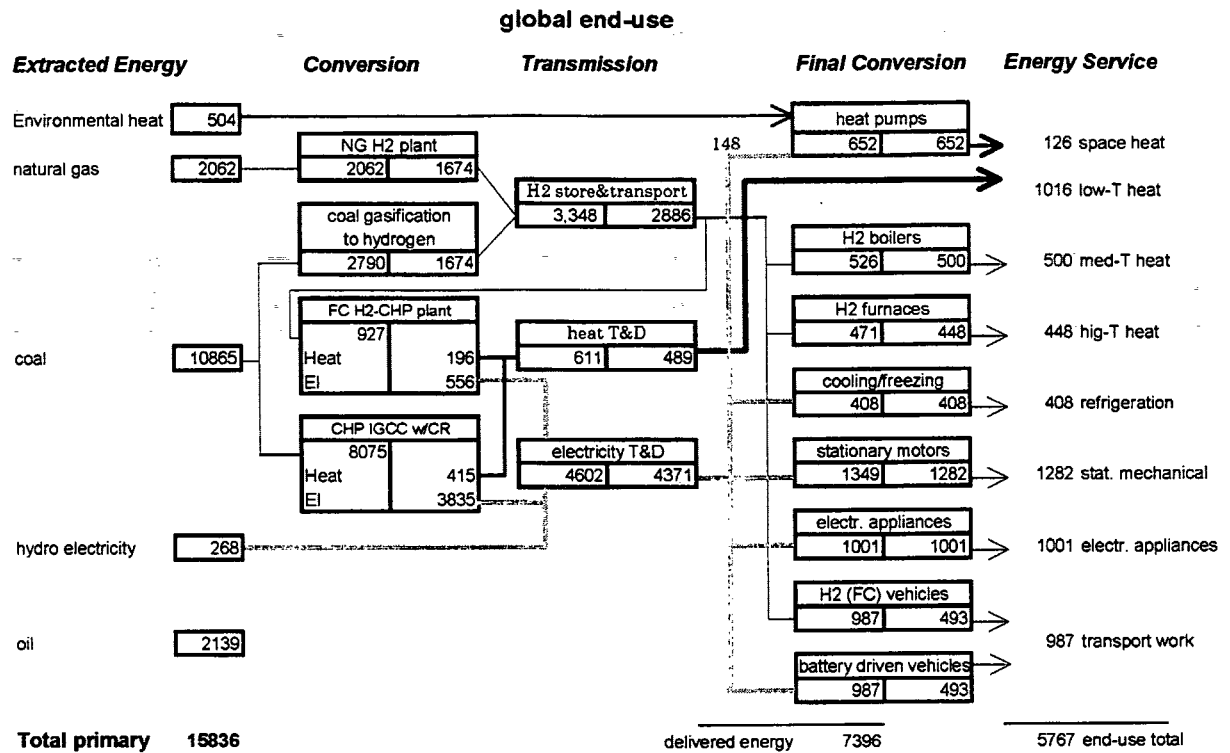 global end-use
Extracted Energy Conversion Transmission Final Conversion Energy Service
Environmental heat 504
heat pumps
148 652 652
126 space heat
natural gas 2062
NG H2 plant
2062 1674
H2 store&transport
3,348 2886
1016 low-T heat
coal gasification
to hydrogen
2790 1674
H2 boilers
526 500
500 med-T heat
FC H2-CHP plant
927
Heat 196
El 556
heat T&D
611 489
H2 furnaces
471 448
448 hig-T heat
coal 10865
cooling/freezing
408 408
408 refrigeration
CHP IGCC w/CR
8075
Heat 415
El 3835
electricity T&D
4602 4371
stationary motors
1349 1282
1282 stat. mechanical
hydro electricity 268
electr. appliances
1001 1001
1001 electr. appliances
H2 (FC) vehicles
987 493
oil 2139
987 transport work
battery driven vehicles
987 493
Total primary 15836
delivered energy 7396
5767 end-use total